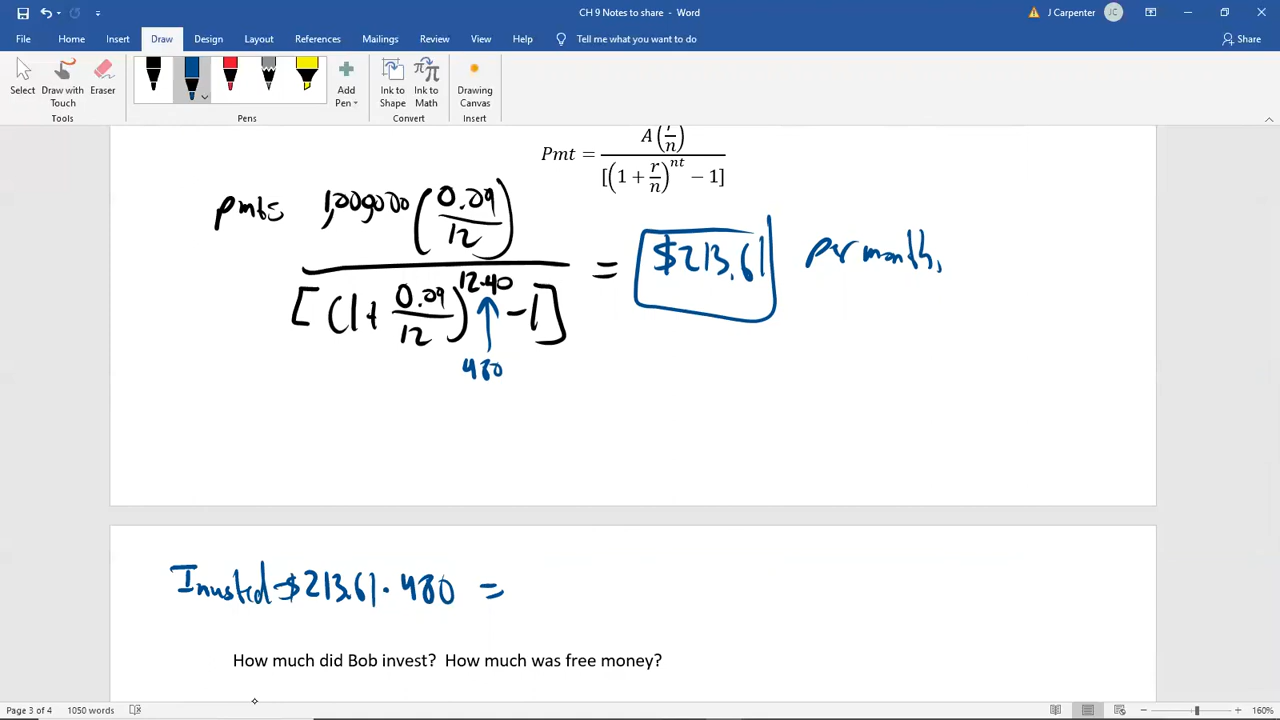 CH 9 Notes to share - Word
J Carpenter JC
File Home Insert Draw Design Layout References Mailings Review View Help Tell me what you want to do Share
Select Draw with Touch Eraser Add Pen Ink to Shape Ink to Math Drawing Canvas
Tools Pens Convert Insert
Pmt = A(r/n) / [(1 + r/n)^nt − 1]
pmt= 1,000,000 (0.09/12) / [(1+ 0.09/12)^12·40 -1] = $213.61 per month.
480
Invested $213.61 · 480 =
How much did Bob invest? How much was free money?
Page 3 of 4 1050 words 160%